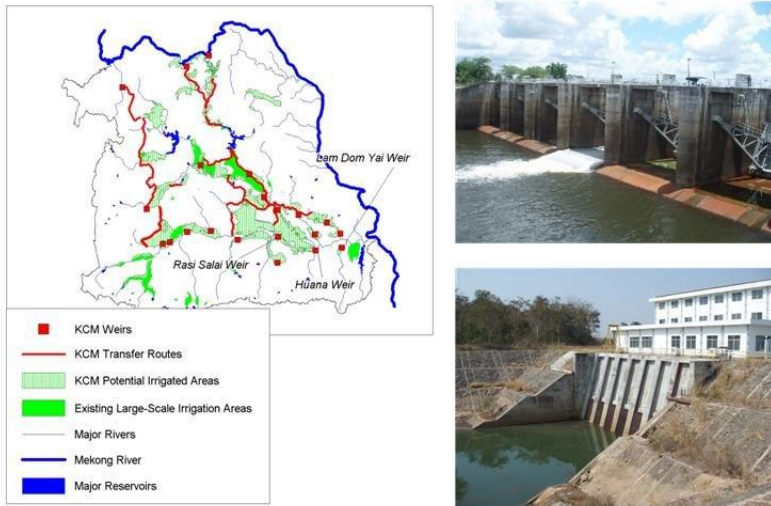 Lam Dom Yai Weir
Rasi Salai Weir
Huana Weir
KCM Weirs
KCM Transfer Routes
KCM Potential Irrigated Areas
Existing Large-Scale Irrigation Areas
Major Rivers
Mekong River
Major Reservoirs